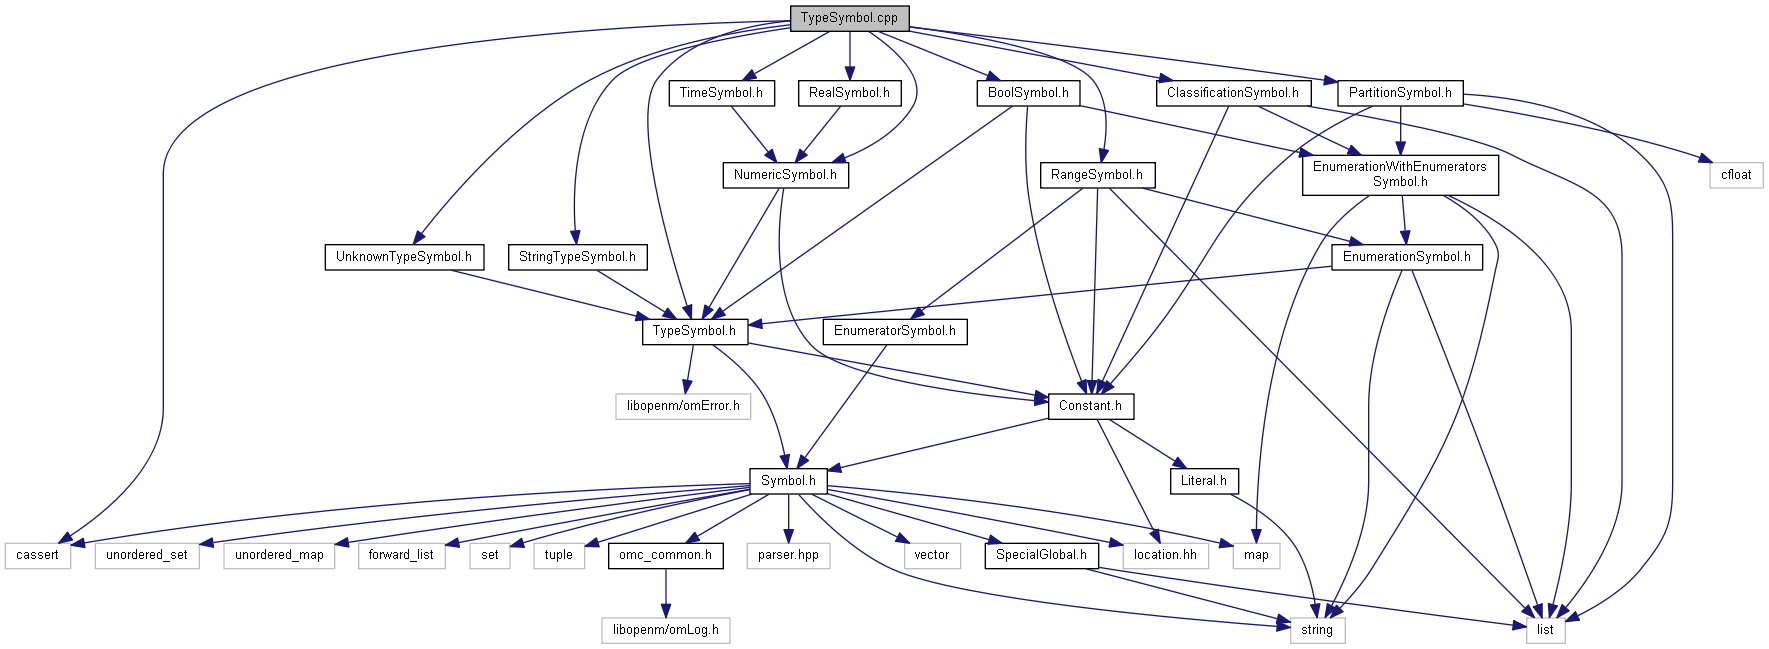 TypeSymbol.cpp
TimeSymbol.h
RealSymbol.h
BoolSymbol.h
ClassificationSymbol.h
PartitionSymbol.h
NumericSymbol.h
RangeSymbol.h
EnumerationWithEnumerators
Symbol.h
cfloat
UnknownTypeSymbol.h
StringTypeSymbol.h
EnumerationSymbol.h
TypeSymbol.h
EnumeratorSymbol.h
libopenm/omError.h
Constant.h
Symbol.h
Literal.h
cassert
unordered_set
unordered_map
forward_list
set
tuple
omc_common.h
parser.hpp
vector
SpecialGlobal.h
location.hh
map
libopenm/omLog.h
string
list